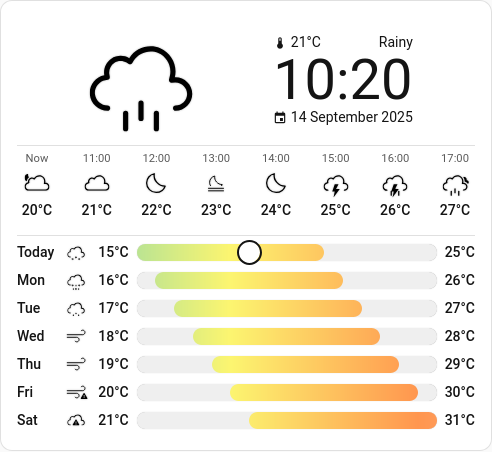 21°C Rainy
10:20
14 September 2025
Now 11:00 12:00 13:00 14:00 15:00 16:00 17:00
20°C 21°C 22°C 23°C 24°C 25°C 26°C 27°C
Today 15°C 25°C
Mon 16°C 26°C
Tue 17°C 27°C
Wed 18°C 28°C
Thu 19°C 29°C
Fri 20°C 30°C
Sat 21°C 31°C